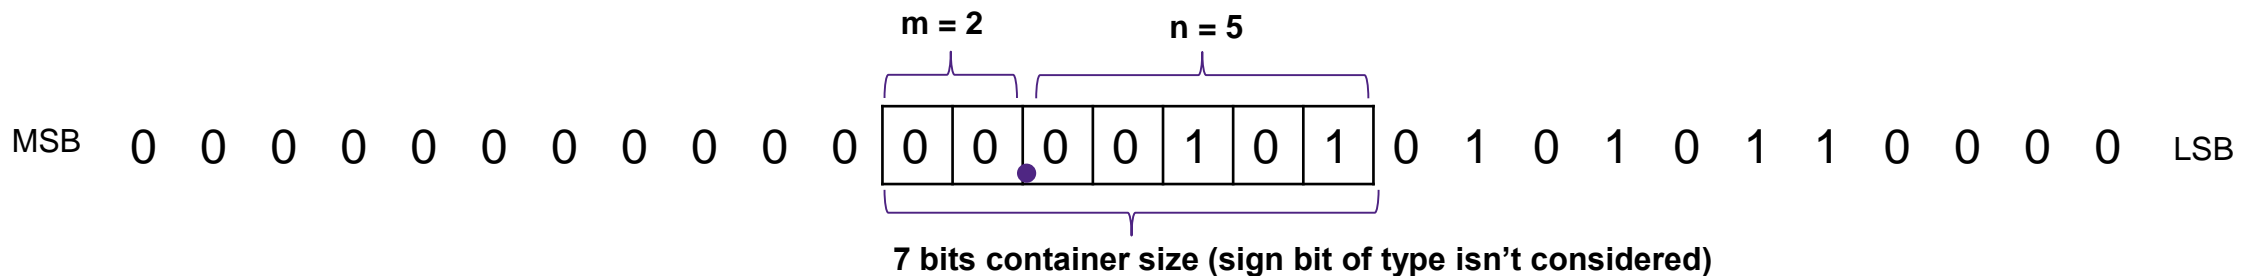 m = 2 n = 5
MSB 0 0 0 0 0 0 0 0 0 0 0 0 0 0 0 1 0 1 0 1 0 1 0 1 1 0 0 0 0 LSB
7 bits container size (sign bit of type isn’t considered)